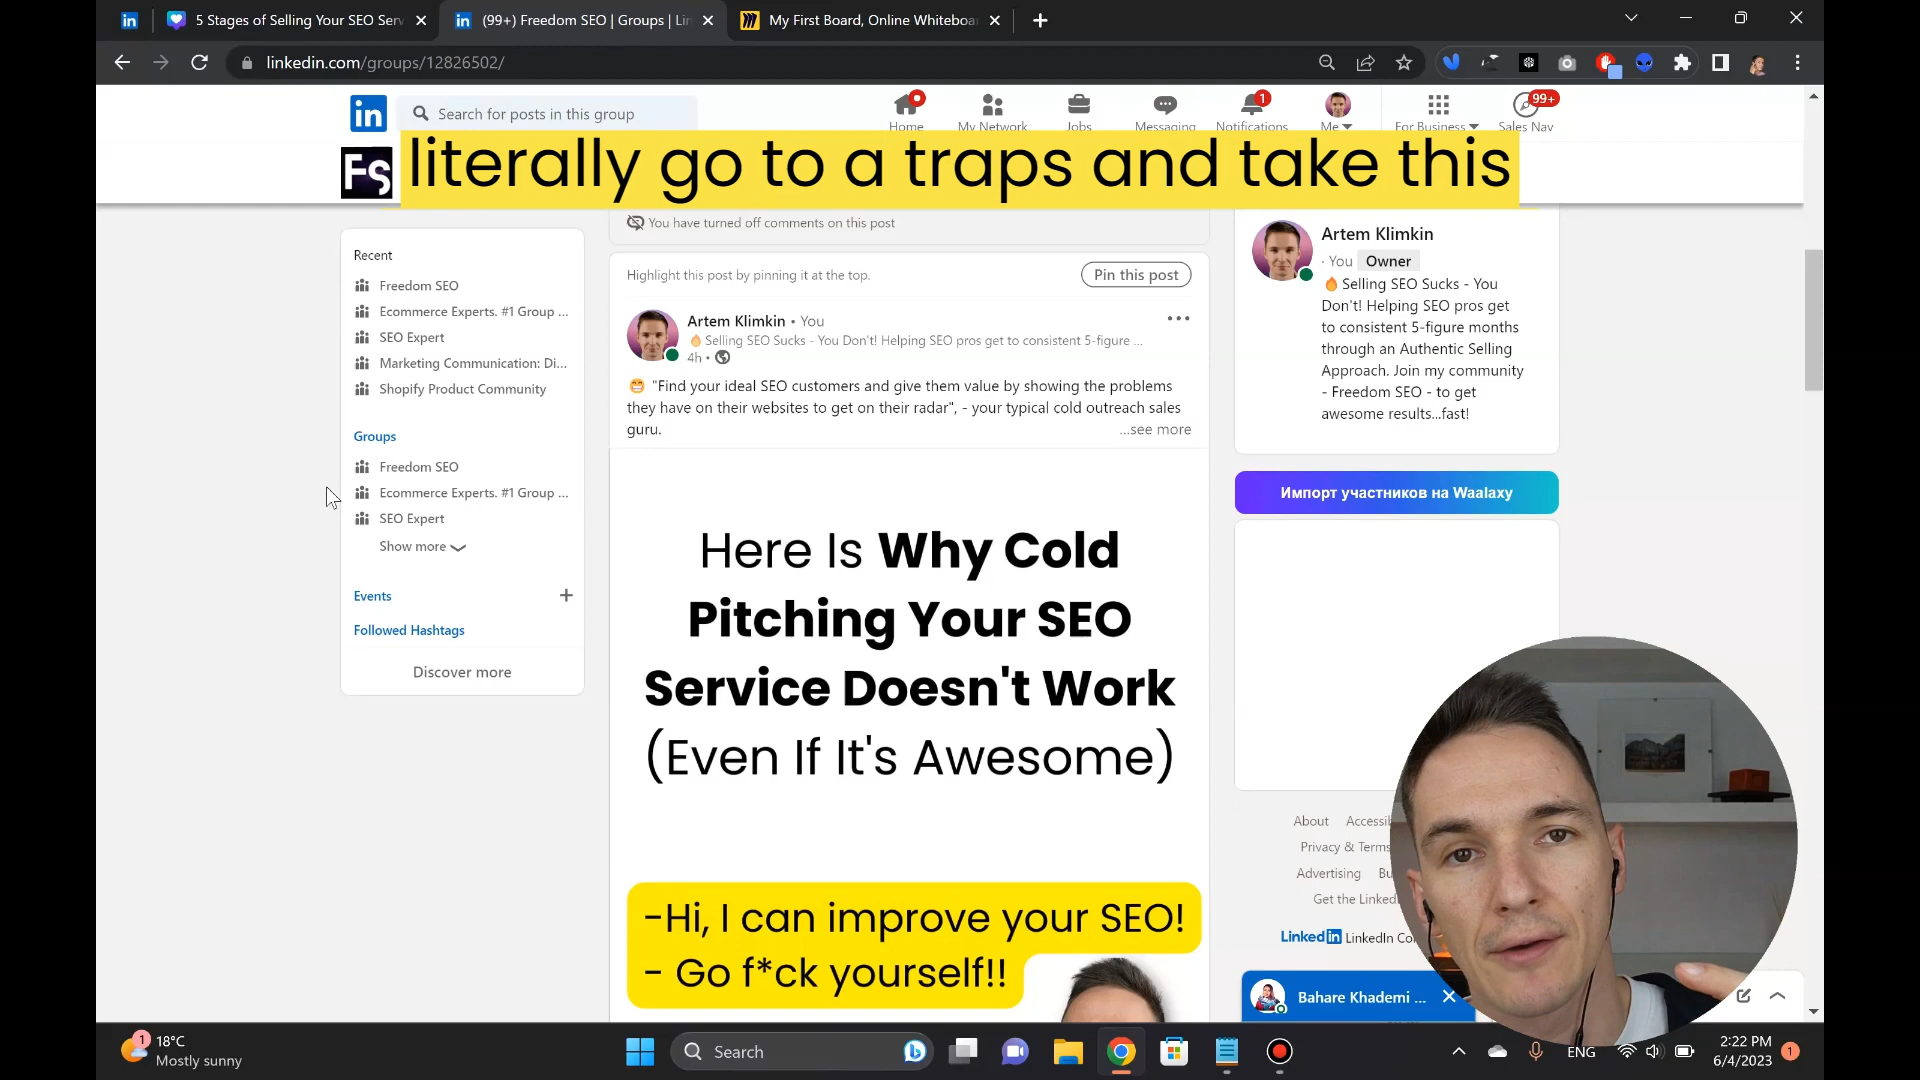 5 Stages of Selling Your SEO Serv
(99+) Freedom SEO | Groups | Lin
My First Board, Online Whiteboa
linkedin.com/groups/12826502/
Search for posts in this group
Home
My Network
Jobs
Messaging
1
Notifications
Me
For Business
99+
Sales Nav
FS
literally go to a traps and take this
Recent
Freedom SEO
Ecommerce Experts. #1 Group ...
SEO Expert
Marketing Communication: Di...
Shopify Product Community
Groups
Freedom SEO
Ecommerce Experts. #1 Group ...
SEO Expert
Show more
Events
Followed Hashtags
Discover more
You have turned off comments on this post
Highlight this post by pinning it at the top.
Pin this post
Artem Klimkin • You
🔥Selling SEO Sucks - You Don't! Helping SEO pros get to consistent 5-figure ...
4h •
😁 "Find your ideal SEO customers and give them value by showing the problems
they have on their websites to get on their radar", - your typical cold outreach sales
guru.
...see more
Here Is Why Cold
Pitching Your SEO
Service Doesn't Work
(Even If It's Awesome)
-Hi, I can improve your SEO!
- Go f*ck yourself!!
Artem Klimkin
· You Owner
🔥 Selling SEO Sucks - You
Don't! Helping SEO pros get
to consistent 5-figure months
through an Authentic Selling
Approach. Join my community
- Freedom SEO - to get
awesome results...fast!
Импорт участников на Waalaxy
About
Privacy & Terms
Advertising
Get the
LinkedIn LinkedIn
Bahare Khademi ...
1
18°C
Mostly sunny
Search
ENG
2:22 PM
6/4/2023
1